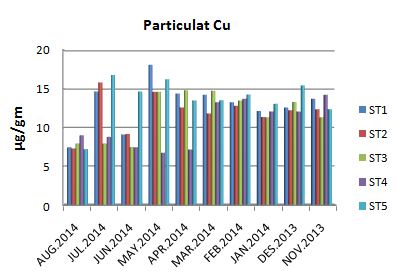 Particulat Cu
µg/gm
20
15
10
5
0
AUG.2014
JUL.2014
JUN.2014
MAY.2014
APR.2014
MAR.2014
FEB.2014
JAN.2014
DES.2013
NOV.2013
ST1
ST2
ST3
ST4
ST5